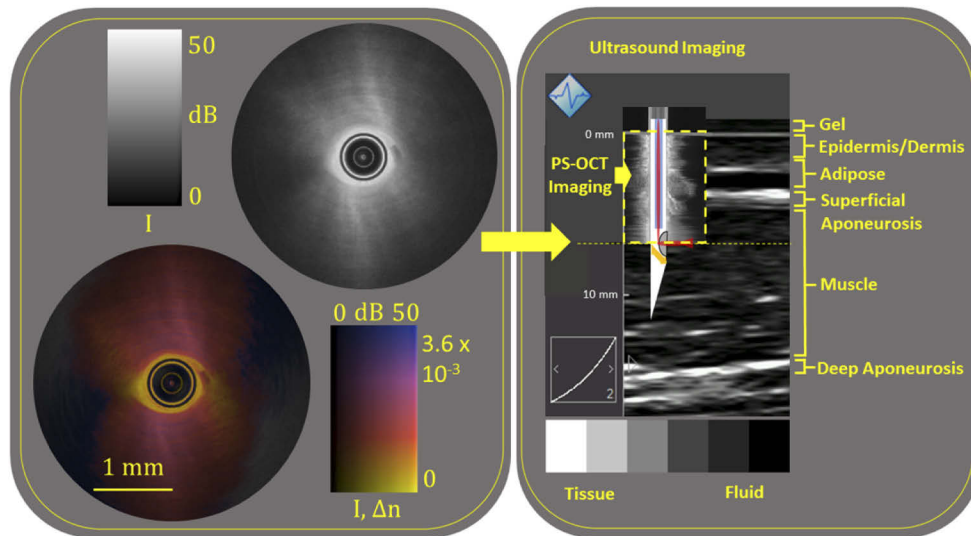 50
dB
0
I
1 mm
0 dB 50
3.6 x
10-3
0
I, Δn
Ultrasound Imaging
PS-OCT
Imaging
0 mm
10 mm
2
Gel
Epidermis/Dermis
Adipose
Superficial
Aponeurosis
Muscle
Deep Aponeurosis
Tissue
Fluid